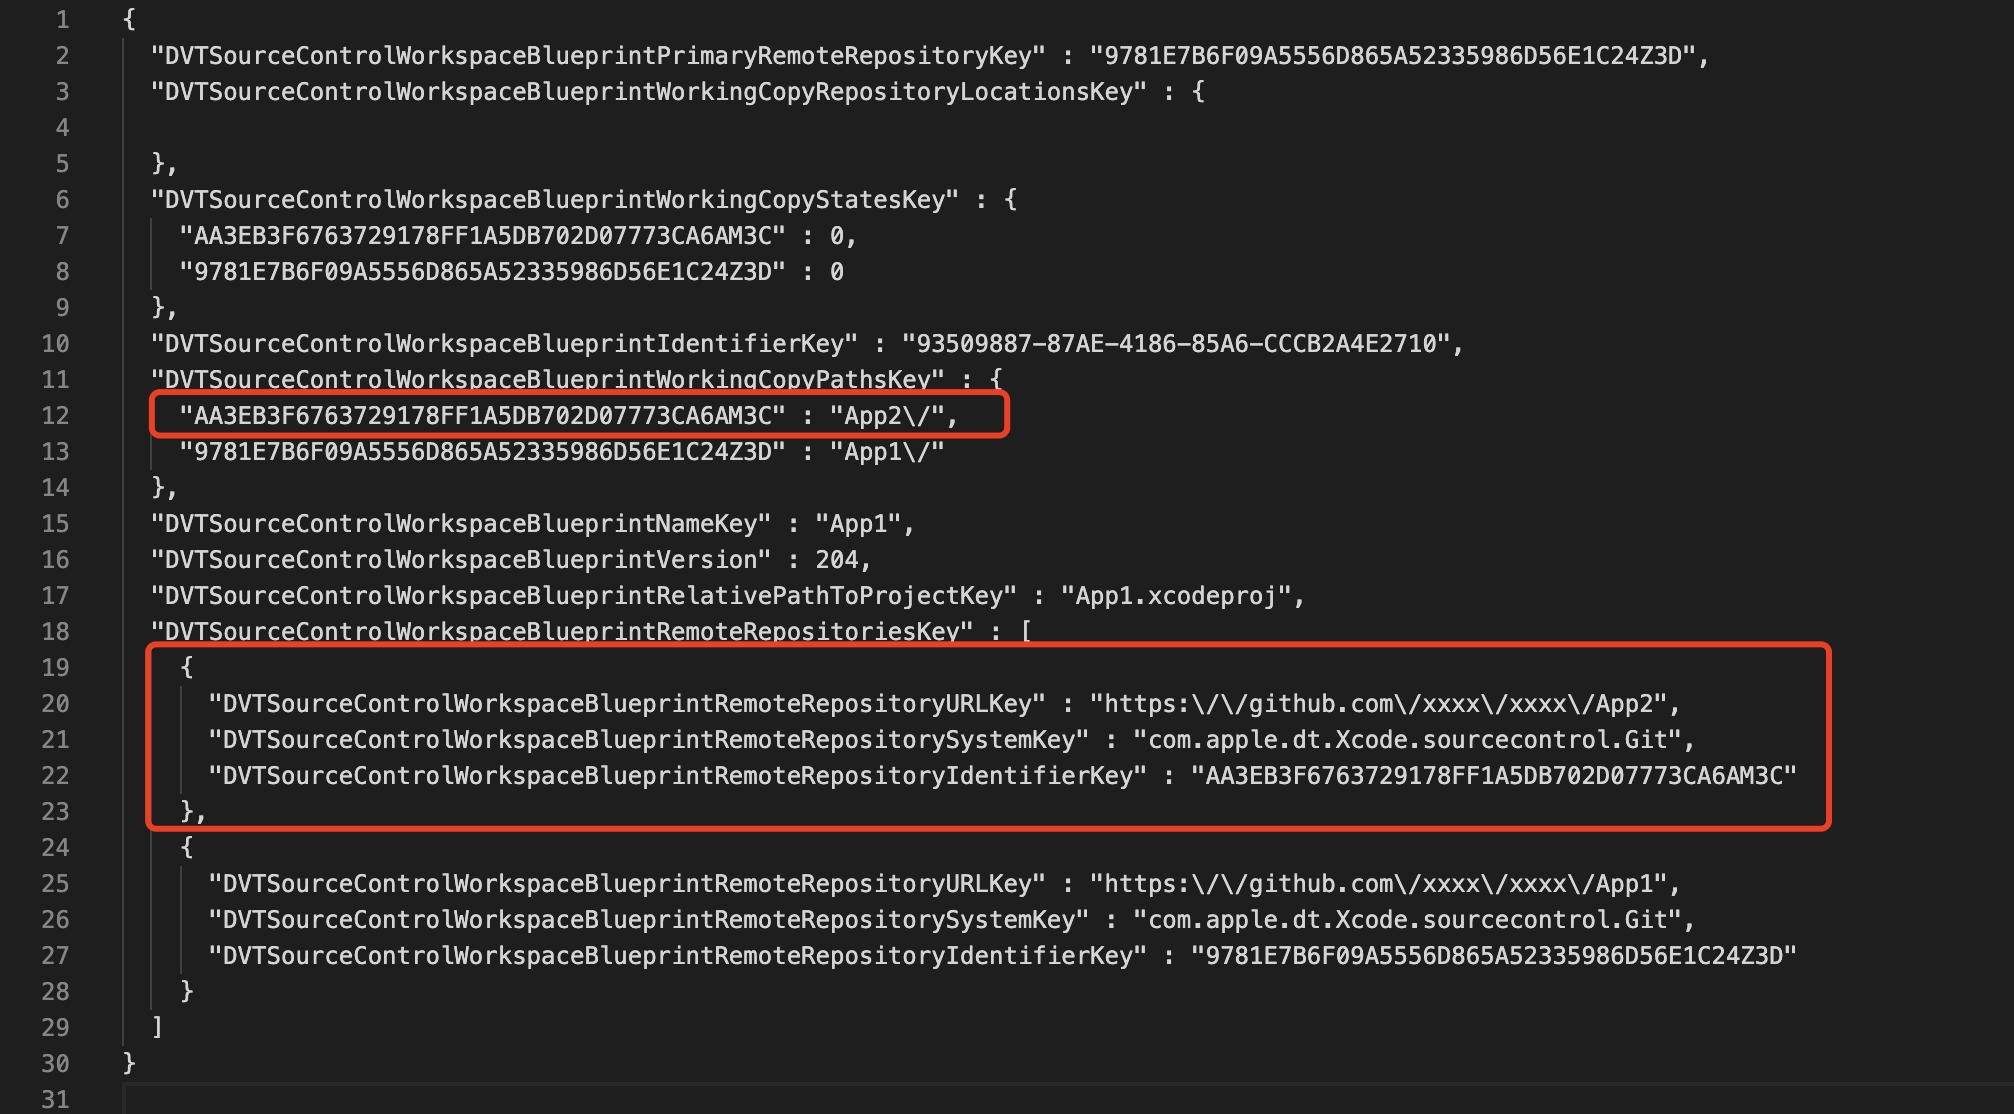 1 {
2 "DVTSourceControlWorkspaceBlueprintPrimaryRemoteRepositoryKey" : "9781E7B6F09A5556D865A52335986D56E1C24Z3D",
3 "DVTSourceControlWorkspaceBlueprintWorkingCopyRepositoryLocationsKey" : {
4
5 },
6 "DVTSourceControlWorkspaceBlueprintWorkingCopyStatesKey" : {
7 "AA3EB3F6763729178FF1A5DB702D07773CA6AM3C" : 0,
8 "9781E7B6F09A5556D865A52335986D56E1C24Z3D" : 0
9 },
10 "DVTSourceControlWorkspaceBlueprintIdentifierKey" : "93509887-87AE-4186-85A6-CCCB2A4E2710",
11 "DVTSourceControlWorkspaceBlueprintWorkingCopyPathsKey" : {
12 "AA3EB3F6763729178FF1A5DB702D07773CA6AM3C" : "App2\/",
13 "9781E7B6F09A5556D865A52335986D56E1C24Z3D" : "App1\/"
14 },
15 "DVTSourceControlWorkspaceBlueprintNameKey" : "App1",
16 "DVTSourceControlWorkspaceBlueprintVersion" : 204,
17 "DVTSourceControlWorkspaceBlueprintRelativePathToProjectKey" : "App1.xcodeproj",
18 "DVTSourceControlWorkspaceBlueprintRemoteRepositoriesKey" : [
19 {
20 "DVTSourceControlWorkspaceBlueprintRemoteRepositoryURLKey" : "https:\/\/github.com\/xxxx\/xxxx\/App2",
21 "DVTSourceControlWorkspaceBlueprintRemoteRepositorySystemKey" : "com.apple.dt.Xcode.sourcecontrol.Git",
22 "DVTSourceControlWorkspaceBlueprintRemoteRepositoryIdentifierKey" : "AA3EB3F6763729178FF1A5DB702D07773CA6AM3C"
23 },
24 {
25 "DVTSourceControlWorkspaceBlueprintRemoteRepositoryURLKey" : "https:\/\/github.com\/xxxx\/xxxx\/App1",
26 "DVTSourceControlWorkspaceBlueprintRemoteRepositorySystemKey" : "com.apple.dt.Xcode.sourcecontrol.Git",
27 "DVTSourceControlWorkspaceBlueprintRemoteRepositoryIdentifierKey" : "9781E7B6F09A5556D865A52335986D56E1C24Z3D"
28 }
29 ]
30 }
31